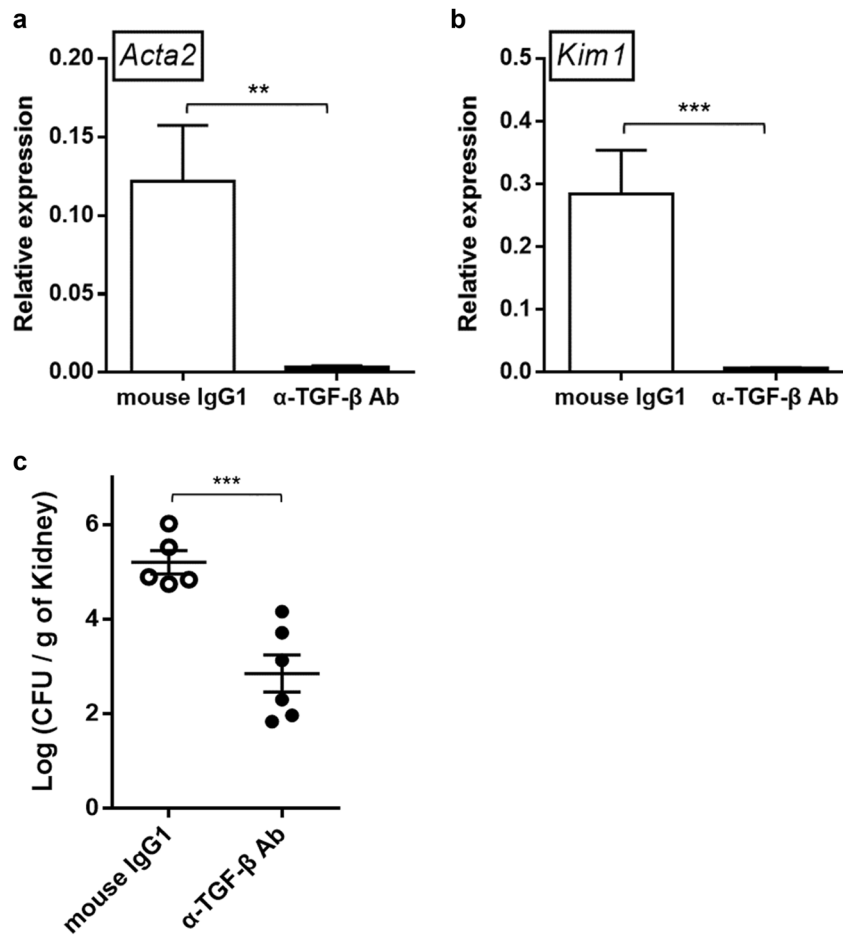 a
Acta2
Relative expression
0.20
0.15
0.10
0.05
0.00
**
mouse IgG1
α-TGF-β Ab
b
Kim1
Relative expression
0.5
0.4
0.3
0.2
0.1
0.0
***
mouse IgG1
α-TGF-β Ab
c
Log (CFU / g of Kidney)
6
4
2
0
***
mouse IgG1
α-TGF-β Ab